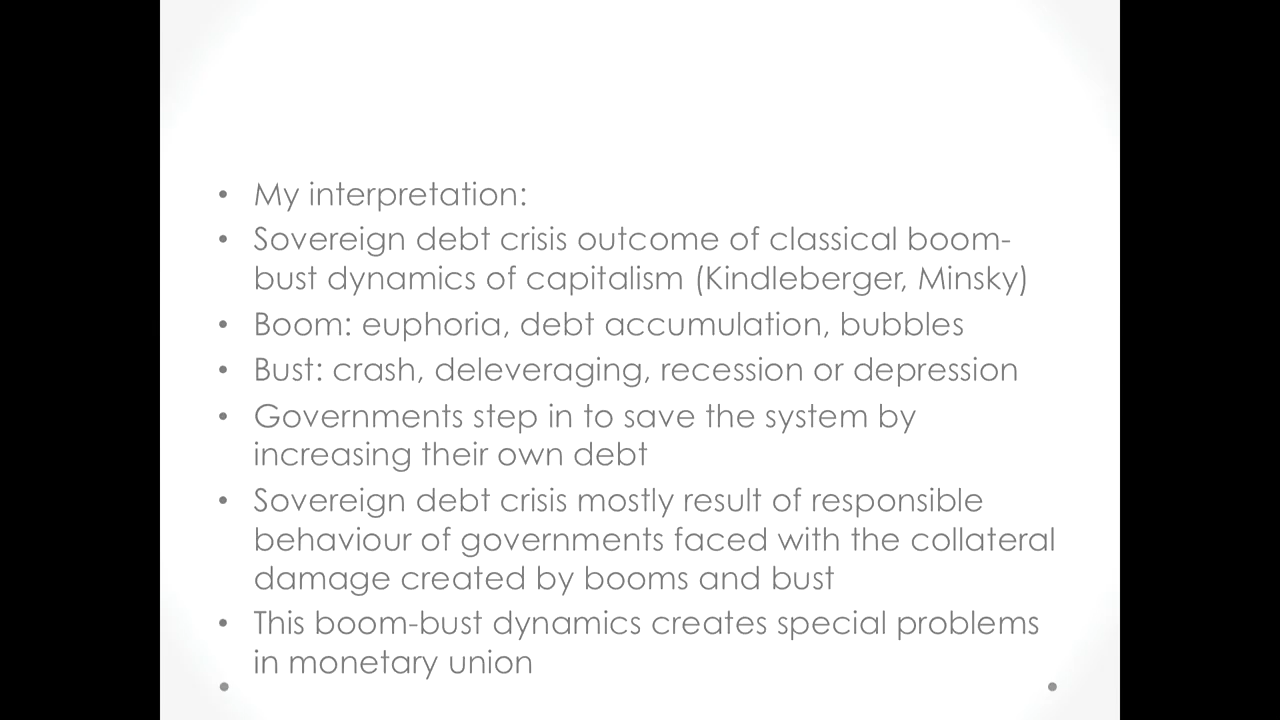 • My interpretation:
• Sovereign debt crisis outcome of classical boom-
bust dynamics of capitalism (Kindleberger, Minsky)
• Boom: euphoria, debt accumulation, bubbles
• Bust: crash, deleveraging, recession or depression
• Governments step in to save the system by
increasing their own debt
• Sovereign debt crisis mostly result of responsible
behaviour of governments faced with the collateral
damage created by booms and bust
• This boom-bust dynamics creates special problems
in monetary union